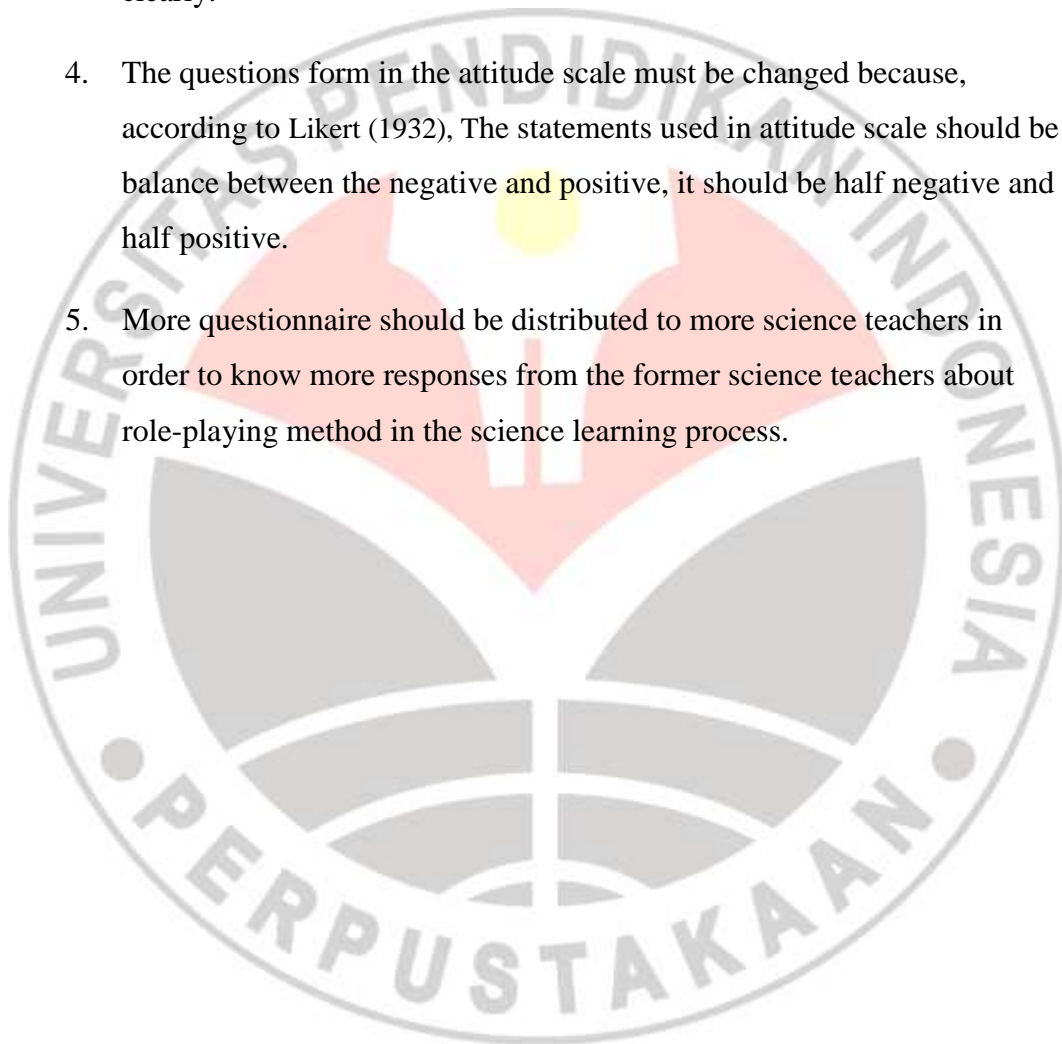 4. The questions form in the attitude scale must be changed because,
according to Likert (1932), The statements used in attitude scale should be
balance between the negative and positive, it should be half negative and
half positive.
5. More questionnaire should be distributed to more science teachers in
order to know more responses from the former science teachers about
role-playing method in the science learning process.
UNIVERSITAS PENDIDIKAN INDONESIA
PERPUSTAKAAN